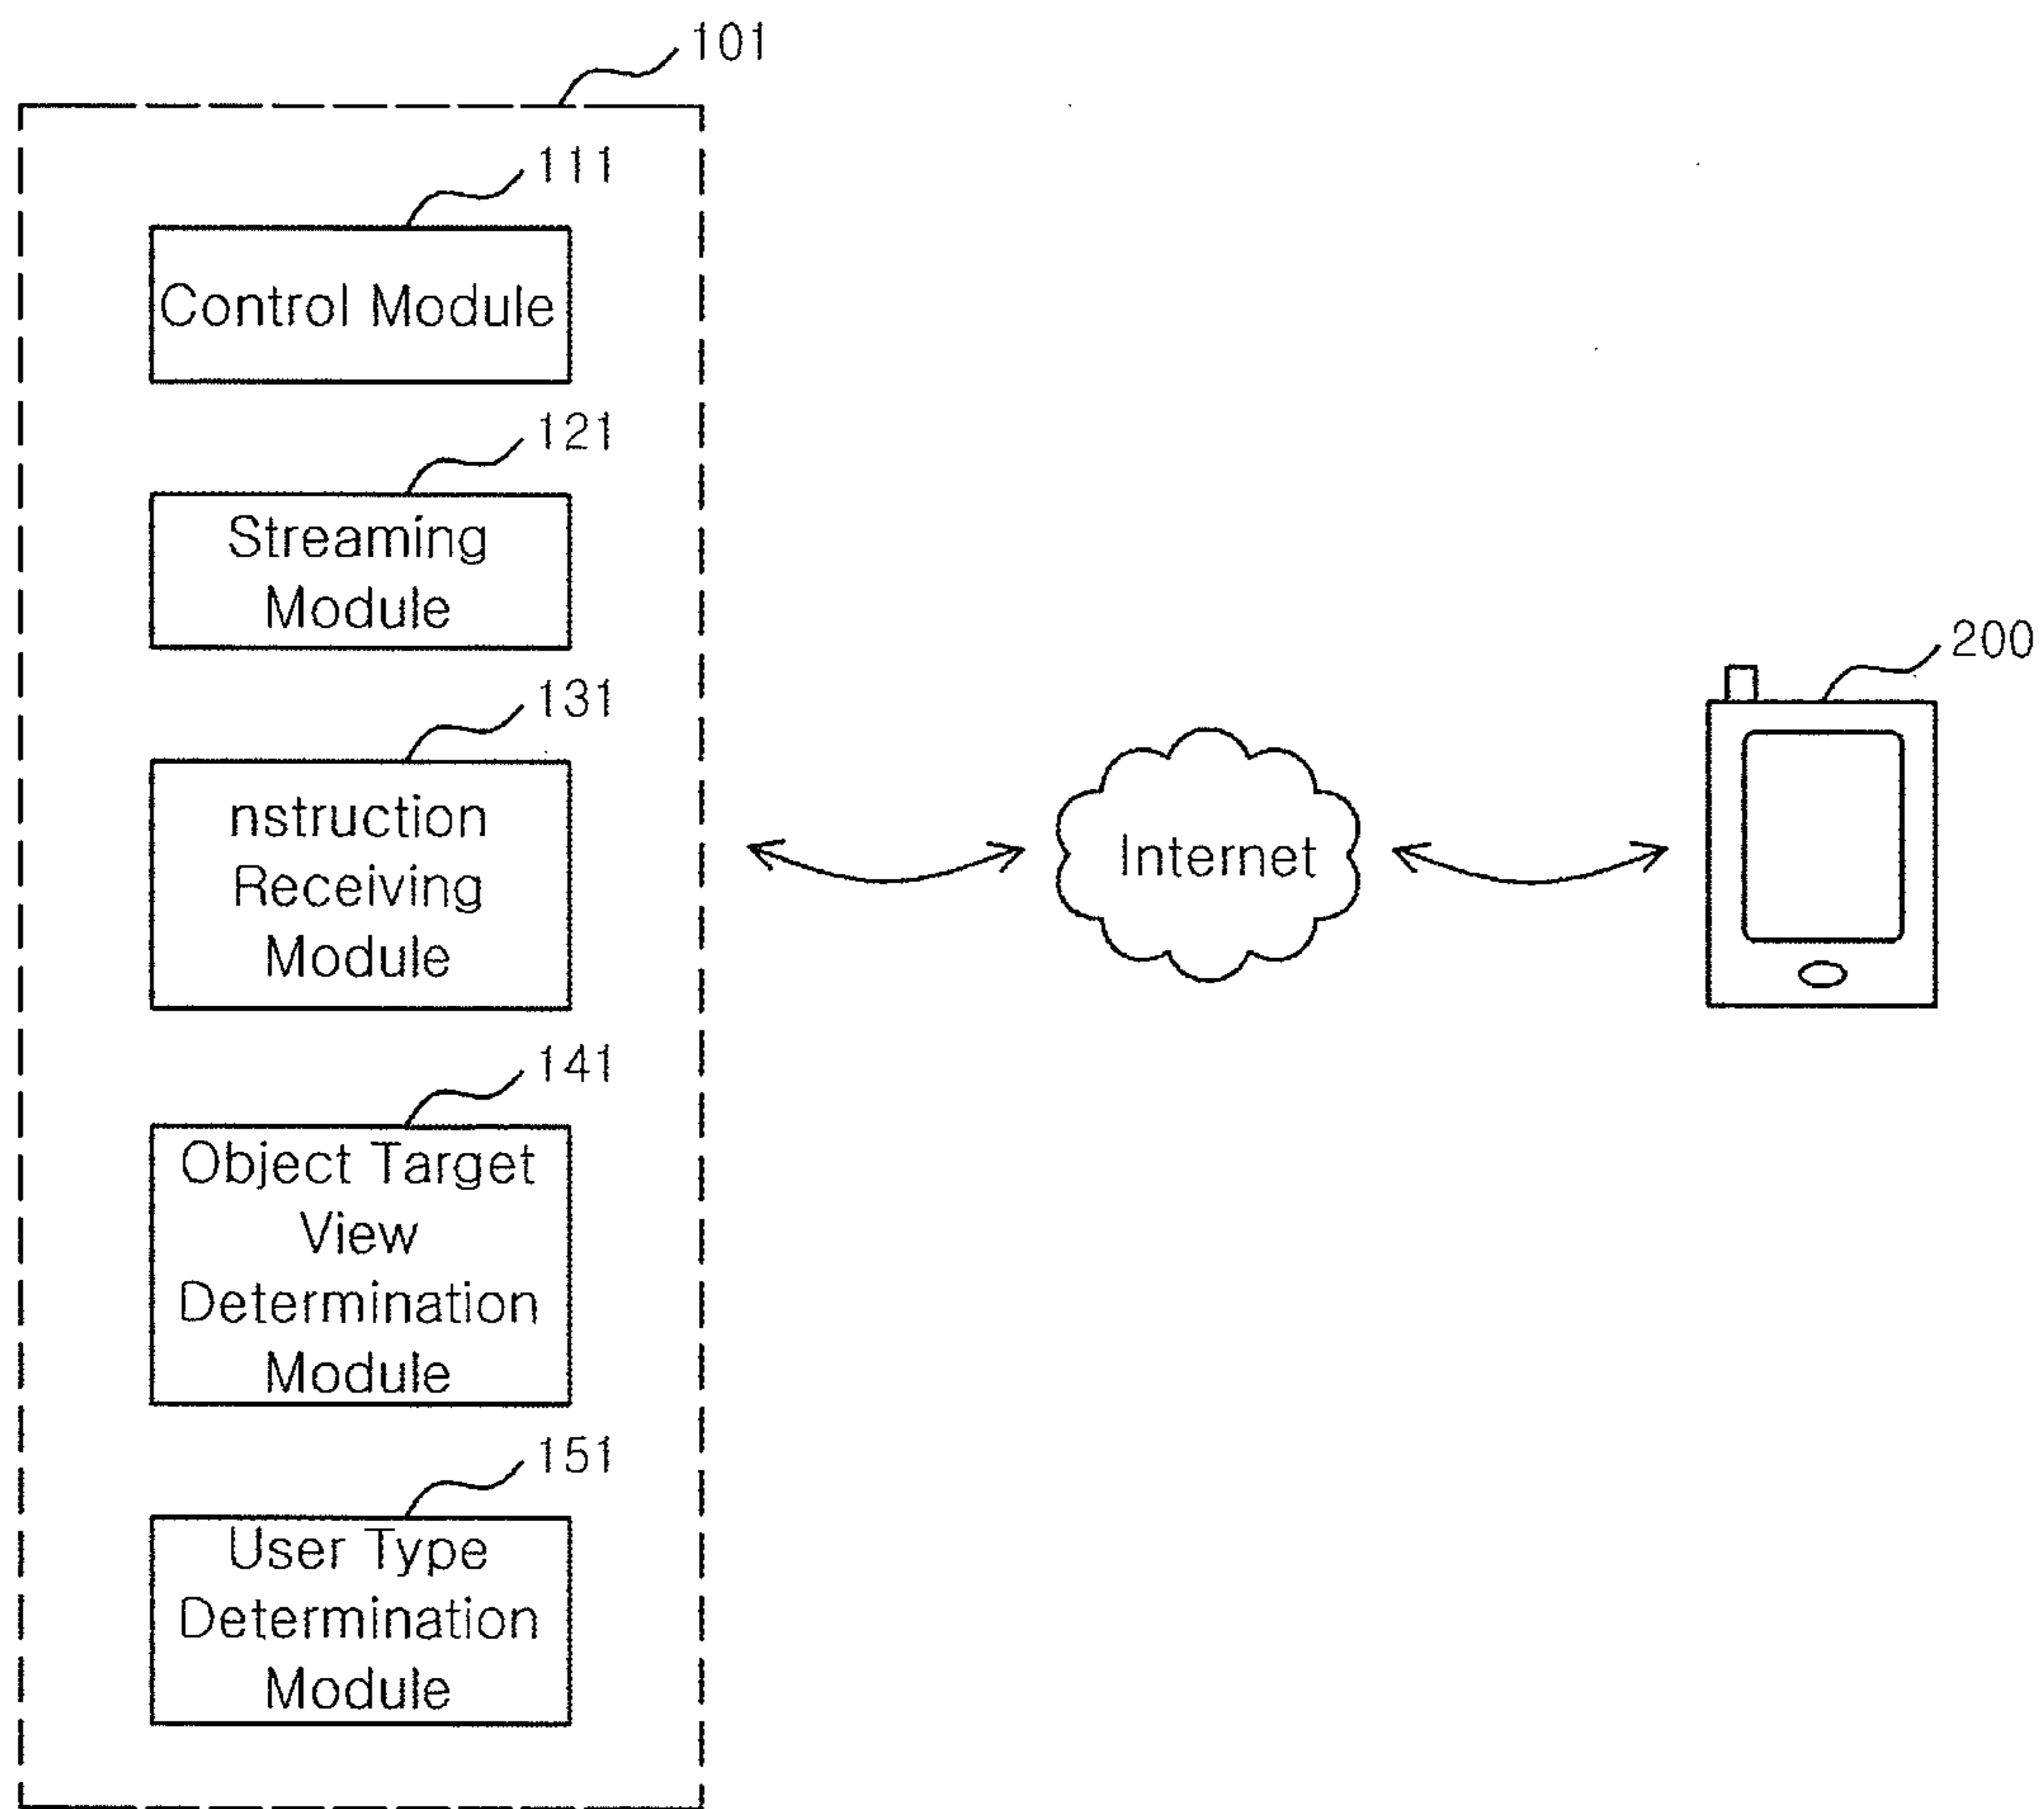 101
111
Control Module
121
Streaming
Module
131
nstruction
Receiving
Module
141
Object Target
View
Determination
Module
151
User Type
Determination
Module
Internet
200